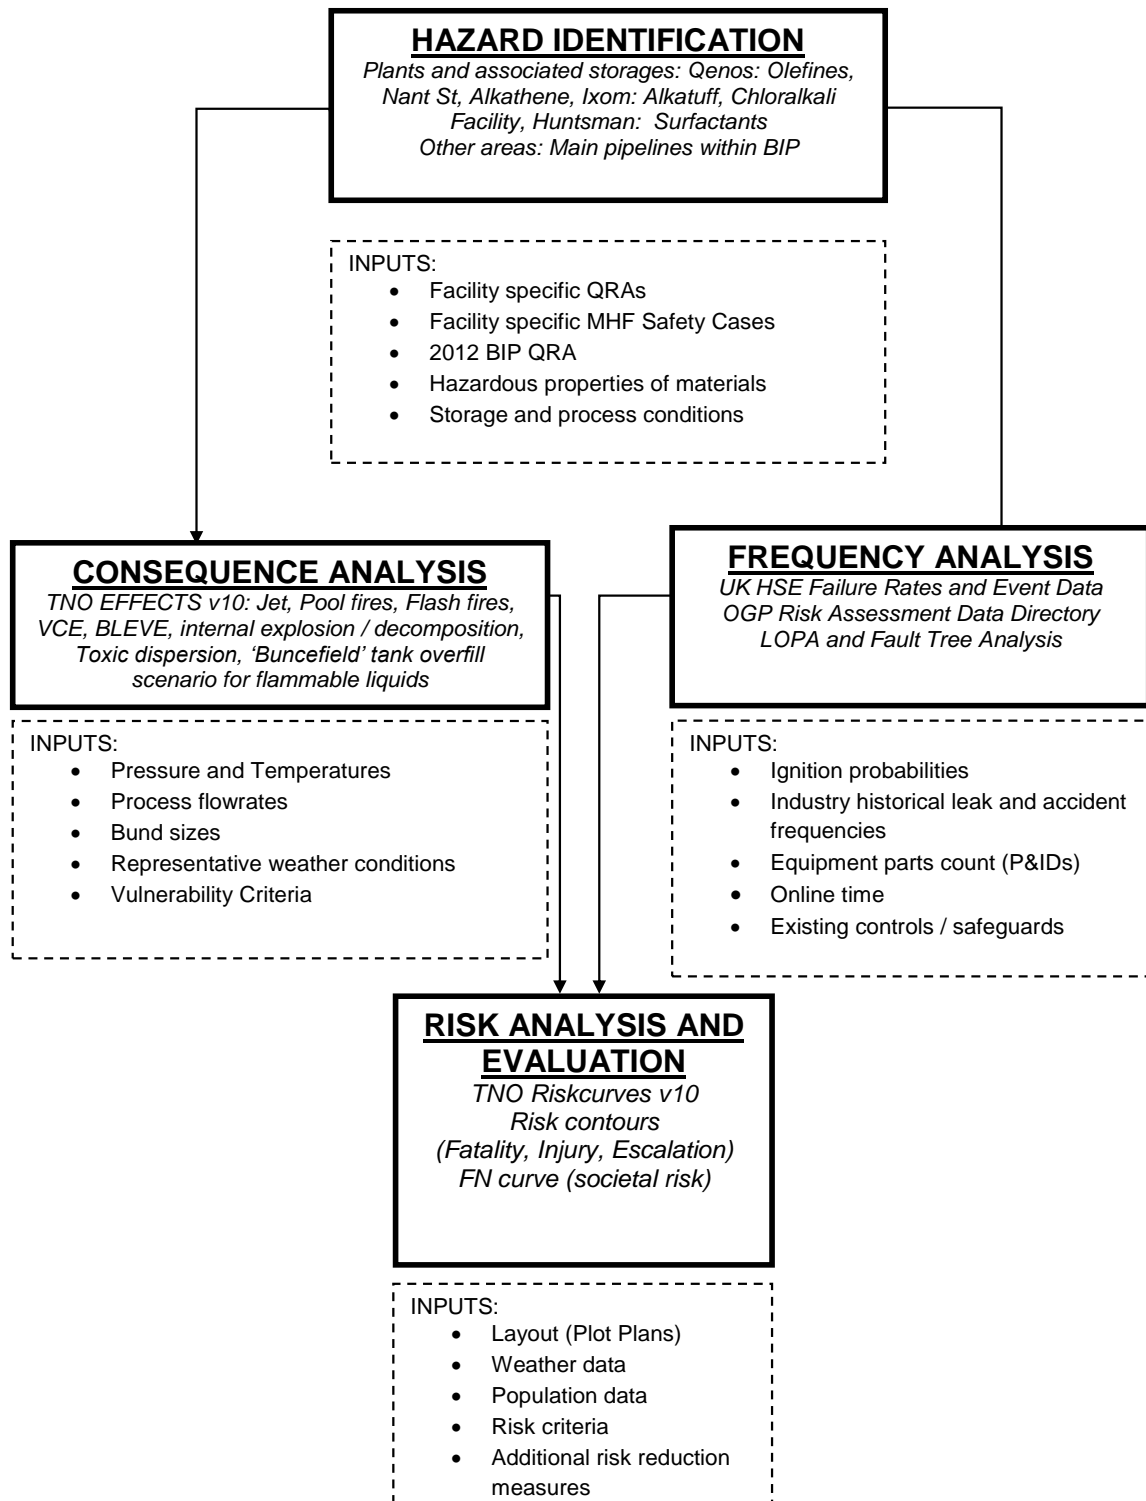 HAZARD IDENTIFICATION
Plants and associated storages: Qenos: Olefines,
Nant St, Alkathene, Ixom: Alkatuff, Chloralkali
Facility, Huntsman: Surfactants
Other areas: Main pipelines within BIP
INPUTS:
• Facility specific QRAs
• Facility specific MHF Safety Cases
• 2012 BIP QRA
• Hazardous properties of materials
• Storage and process conditions
CONSEQUENCE ANALYSIS
TNO EFFECTS v10: Jet, Pool fires, Flash fires,
VCE, BLEVE, internal explosion / decomposition,
Toxic dispersion, ‘Buncefield’ tank overfill
scenario for flammable liquids
INPUTS:
• Pressure and Temperatures
• Process flowrates
• Bund sizes
• Representative weather conditions
• Vulnerability Criteria
FREQUENCY ANALYSIS
UK HSE Failure Rates and Event Data
OGP Risk Assessment Data Directory
LOPA and Fault Tree Analysis
INPUTS:
• Ignition probabilities
• Industry historical leak and accident
frequencies
• Equipment parts count (P&IDs)
• Online time
• Existing controls / safeguards
RISK ANALYSIS AND
EVALUATION
TNO Riskcurves v10
Risk contours
(Fatality, Injury, Escalation)
FN curve (societal risk)
INPUTS:
• Layout (Plot Plans)
• Weather data
• Population data
• Risk criteria
• Additional risk reduction
measures